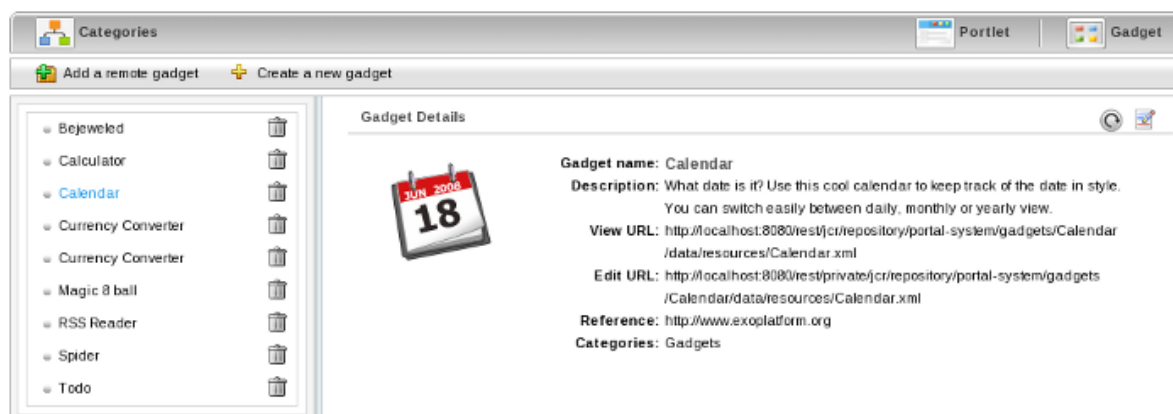 Categories
Portlet
Gadget
Add a remote gadget
Create a new gadget
Bejeweled
Calculator
Calendar
Currency Converter
Currency Converter
Magic 8 ball
RSS Reader
Spider
Todo
Gadget Details
JUN 2008
18
Gadget name: Calendar
Description: What date is it? Use this cool calendar to keep track of the date in style.
You can switch easily between daily, monthly or yearly view.
View URL: http://localhost:8080/rest/jcr/repository/portal-system/gadgets/Calendar
/data/resources/Calendar.xml
Edit URL: http://localhost:8080/rest/private/jcr/repository/portal-system/gadgets
/Calendar/data/resources/Calendar.xml
Reference: http://www.exoplatform.org
Categories: Gadgets